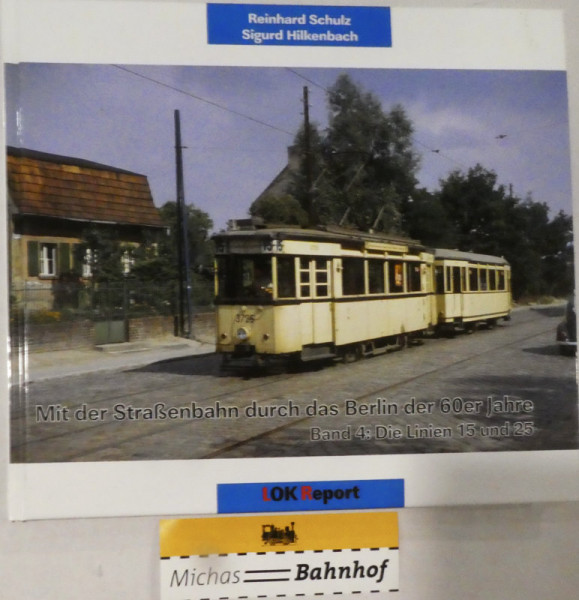 Reinhard Schulz
Sigurd Hilkenbach
Mit der Straßenbahn durch das Berlin der 60er Jahre
Band 4: Die Linien 15 und 25
LOK Report
Michas Bahnhof